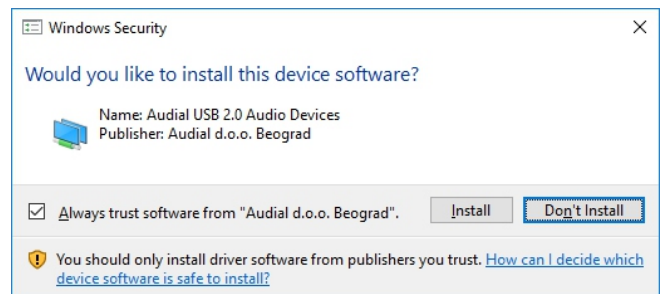 Windows Security
Would you like to install this device software?
Name: Audial USB 2.0 Audio Devices
Publisher: Audial d.o.o. Beograd
Always trust software from "Audial d.o.o. Beograd".
Install
Don't Install
You should only install driver software from publishers you trust. How can I decide which
device software is safe to install?